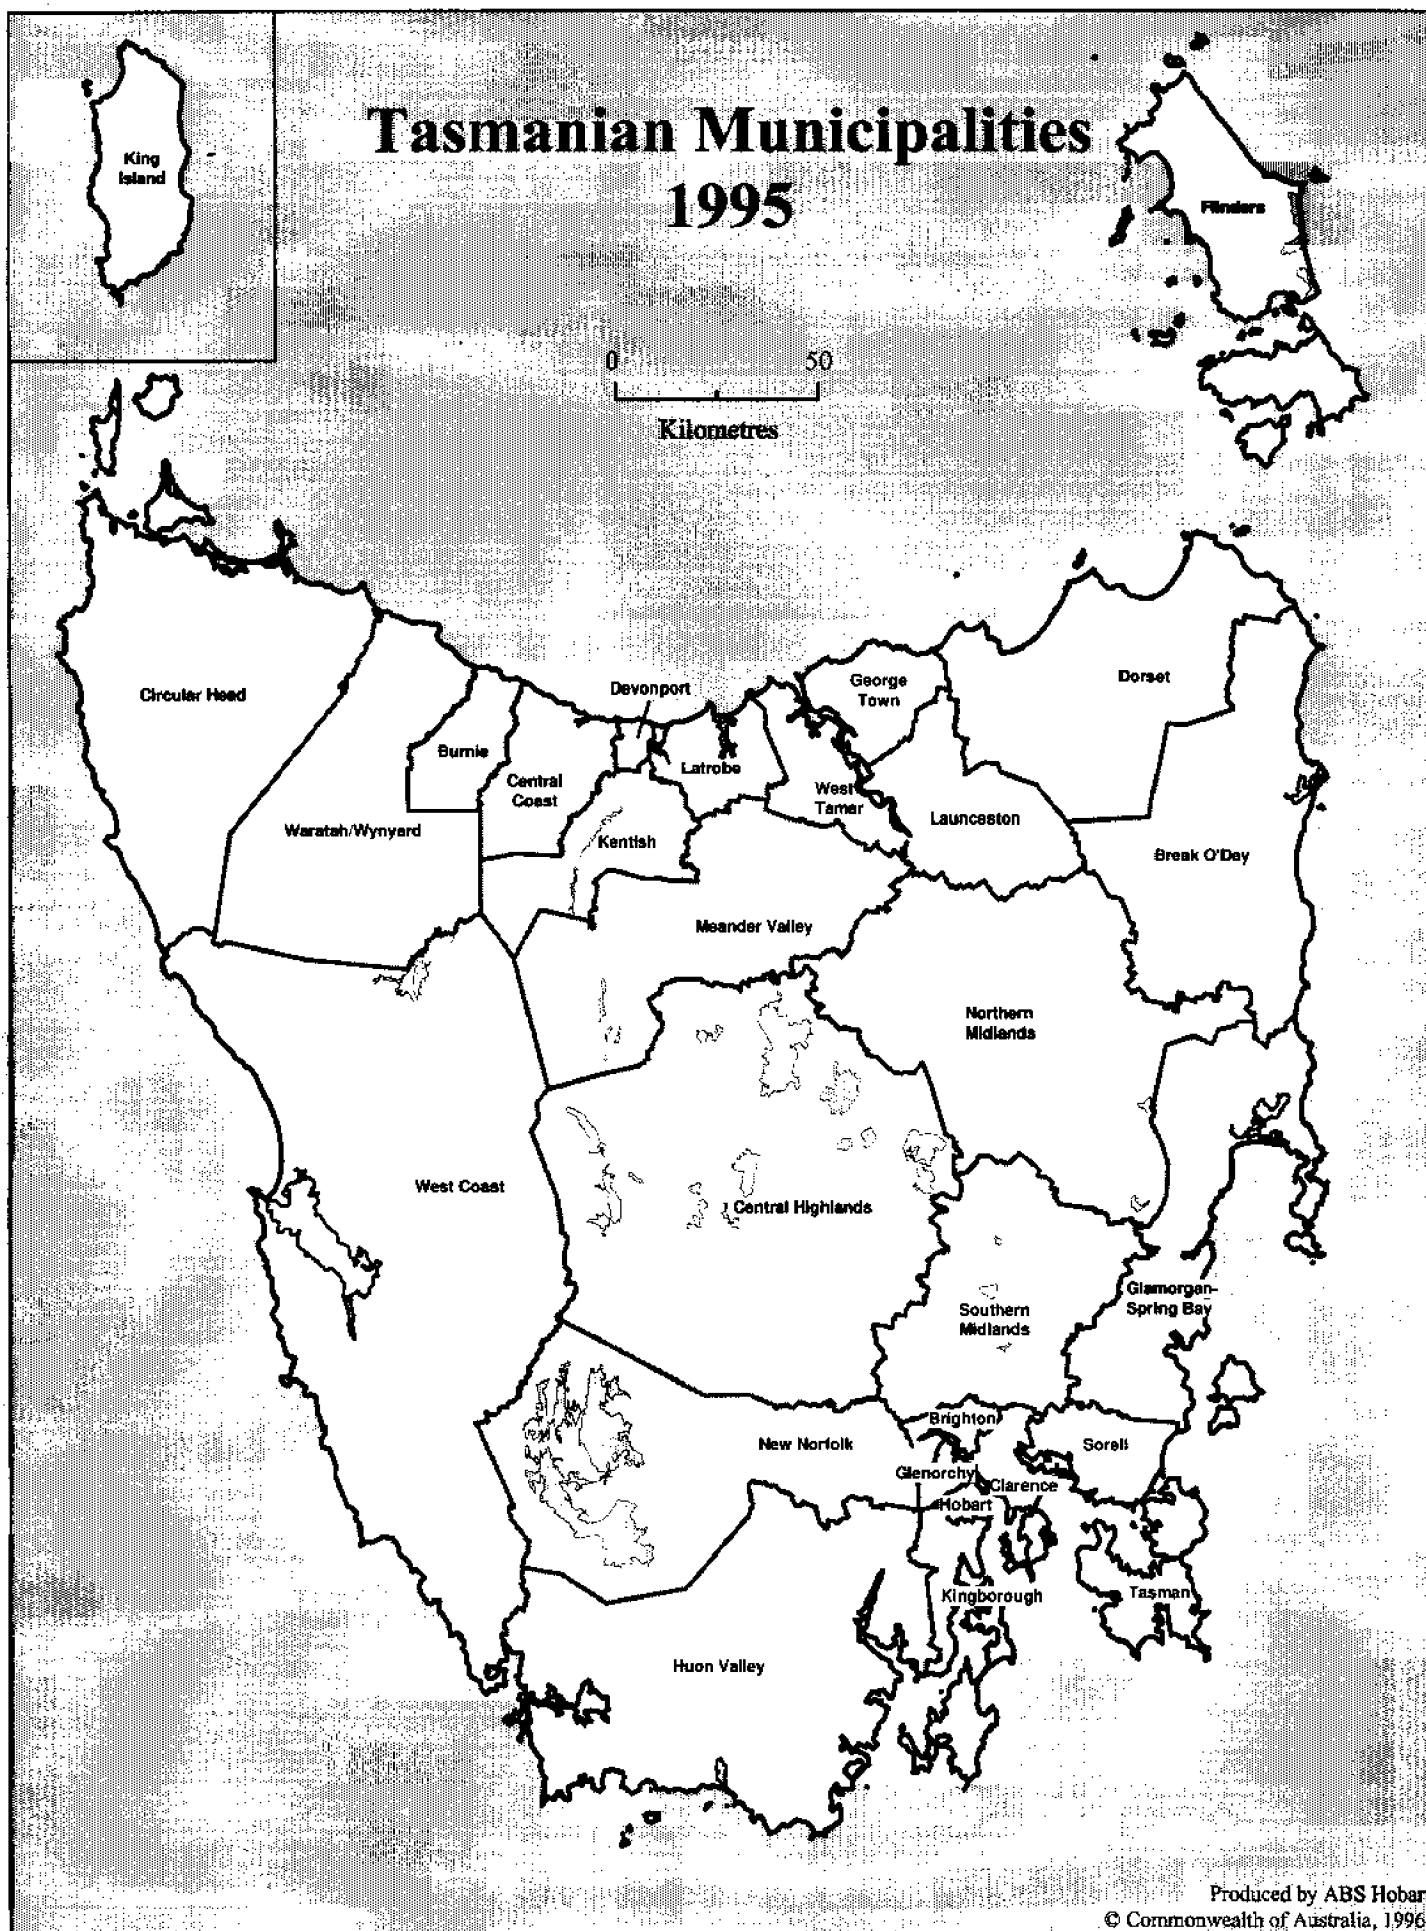 Tasmanian Municipalities
1995
King
Island
Flinders
0 50
Kilometres
Circular Head
Devonport
George
Town
Dorset
Burnie
Latrobe
Central
Coast
West
Tamar
Launceston
Waratah/Wynyard
Kentish
Break O'Day
Meander Valley
Northern
Midlands
West Coast
Central Highlands
Glamorgan-
Spring Bay
Southern
Midlands
Brighton
New Norfolk
Sorell
Glenorchy
Clarence
Hobart
Kingborough
Tasman
Huon Valley
Produced by ABS Hobar
© Commonwealth of Australia, 1996